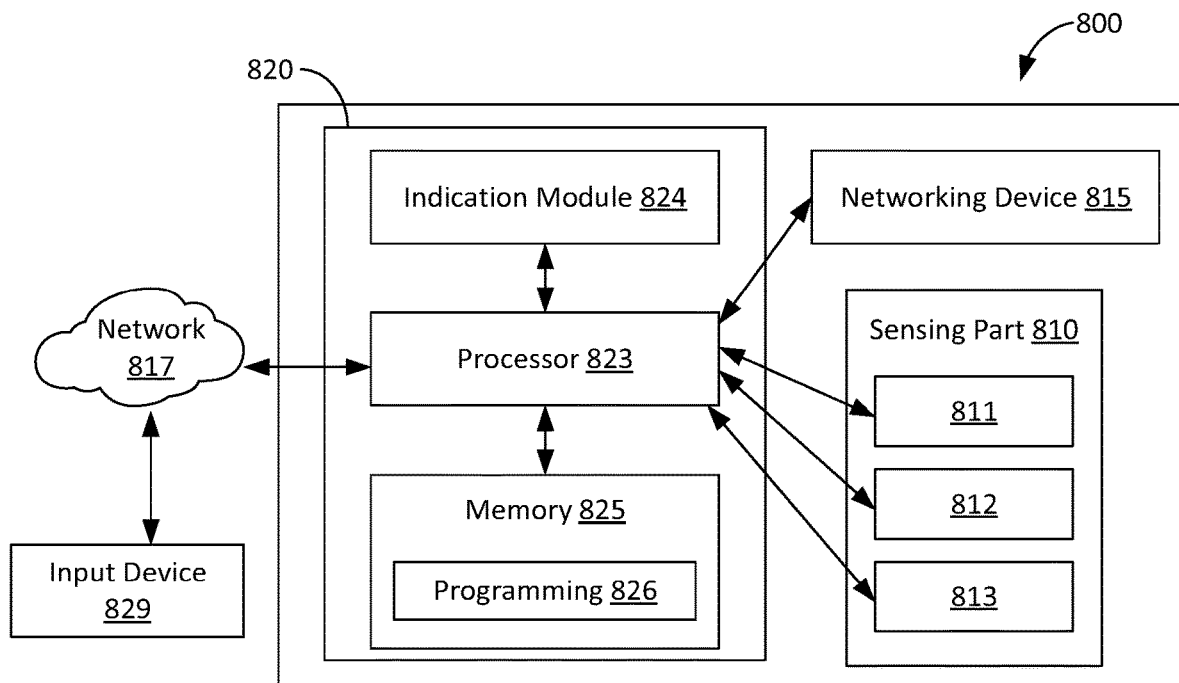 800
820
Indication Module 824
Networking Device 815
Network
817
Processor 823
Sensing Part 810
811
812
813
Memory 825
Programming 826
Input Device
829